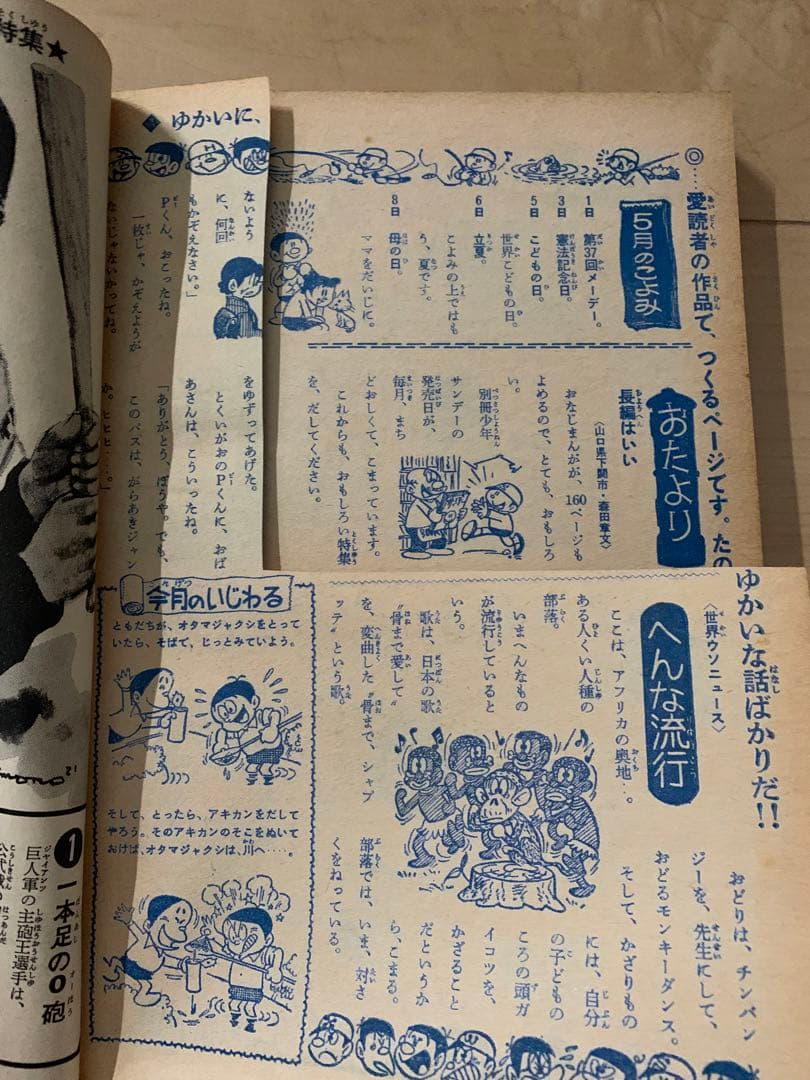 特集★
ゆかいに、
ないよう
に、何回
もかぞえなさい。」
Pくん、おこったね。
一枚じゃ、かぞえようが
ないじゃないかってね。
をゆずってあげた。
とくいがおのPくんに、おば
あさんは、こういったね。
「ありがとう、ぼうや。でも、
このバスは、がらあきジャン
か。ヒヒヒ……。」
◎…〈愛読者の作品て、つくるページです。たの
5月のこよみ
1日 第37回メーデー。
3日 憲法記念日。
5日 こどもの日。
世界こどもの日。
6日 立夏。
こよみの上ではも
う、夏です。
8日 母の日。
ママをだいじに。
おたより
長編はいい
おなじまんがが、160ページも
よめるので、とても、おもしろ
い。
別冊少年
サンデーの
発売日が、
毎月、まち
どおしくて、こまっています。
これからも、おもしろい特集
を、だしてください。
ゆかいな話ばかりだ!!
〈世界ウソニュース〉
へんな流行
ここは、アフリカの奥地…。
ある人くい人種の
部落。
いまへんなもの
が流行していると
いう。
歌は、日本の歌
〝骨まで愛して〟
を、変曲した〝骨まで、シャブ
ッテ〟という歌。
おどりは、チンパン
ジーを、先生にして、
おどるモンキーダンス。
そして、かざりもの
には、自分
の子どもの
ころの頭ガ
イコツを、
かざること
だというか
ら、こまる。
部落では、いま、対さ
くをねっている。
今月のいじわる
ともだちが、オタマジャクシをとって
いたら、そばで、じっとみていよう。
そして、とったら、アキカンをだして
やろう。そのアキカンのそこをぬいて
おけば、オタマジャクシは、川へ……。
1 一本足のO砲
巨人軍の主砲王選手は、